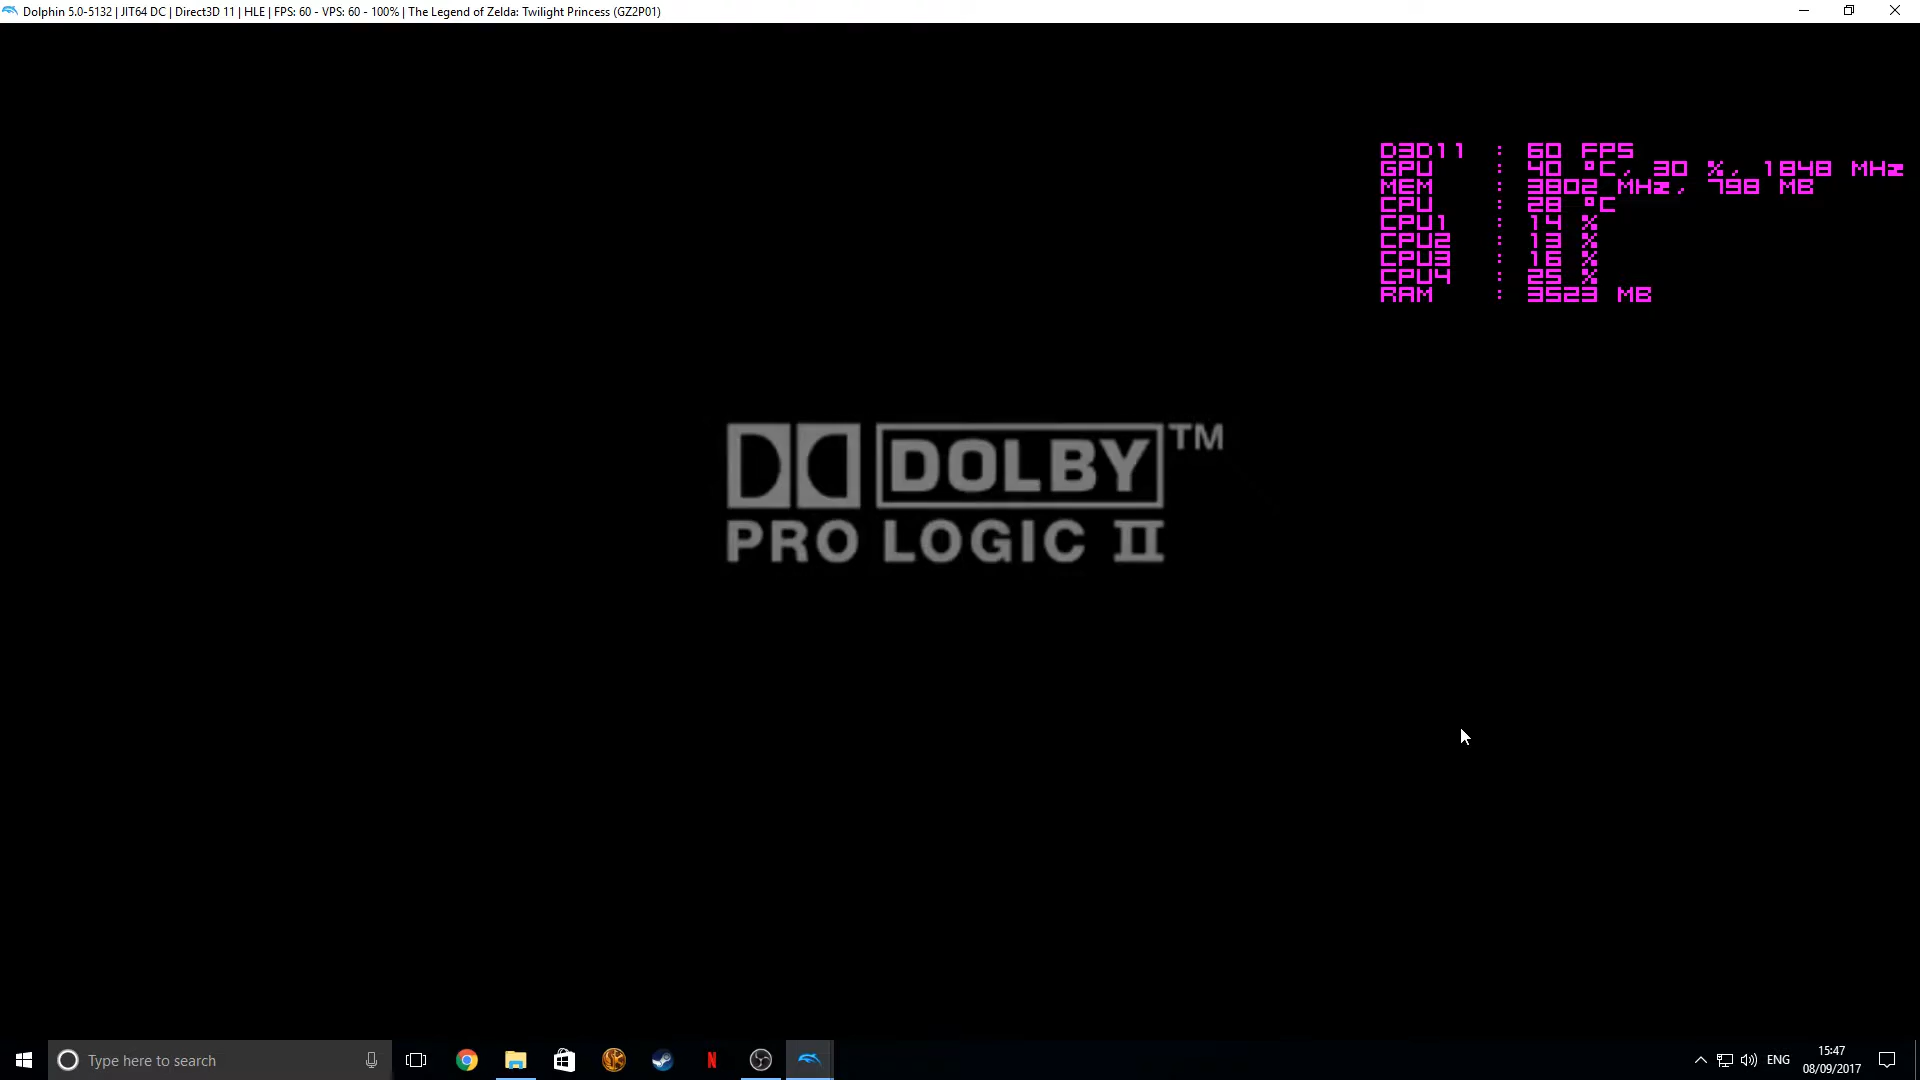 Dolphin 5.0-5132 | JIT64 DC | Direct3D 11 | HLE | FPS: 60 - VPS: 60 - 100% | The Legend of Zelda: Twilight Princess (GZ2P01)
D3D11 : 60 FPS
GPU : 40 °C, 30 %, 1848 MHz
MEM : 3802 MHz, 798 MB
CPU : 28 °C
CPU1 : 14 %
CPU2 : 13 %
CPU3 : 16 %
CPU4 : 25 %
RAM : 3523 MB
DOLBY TM
PRO LOGIC II
Type here to search
N
ENG
15:47
08/09/2017